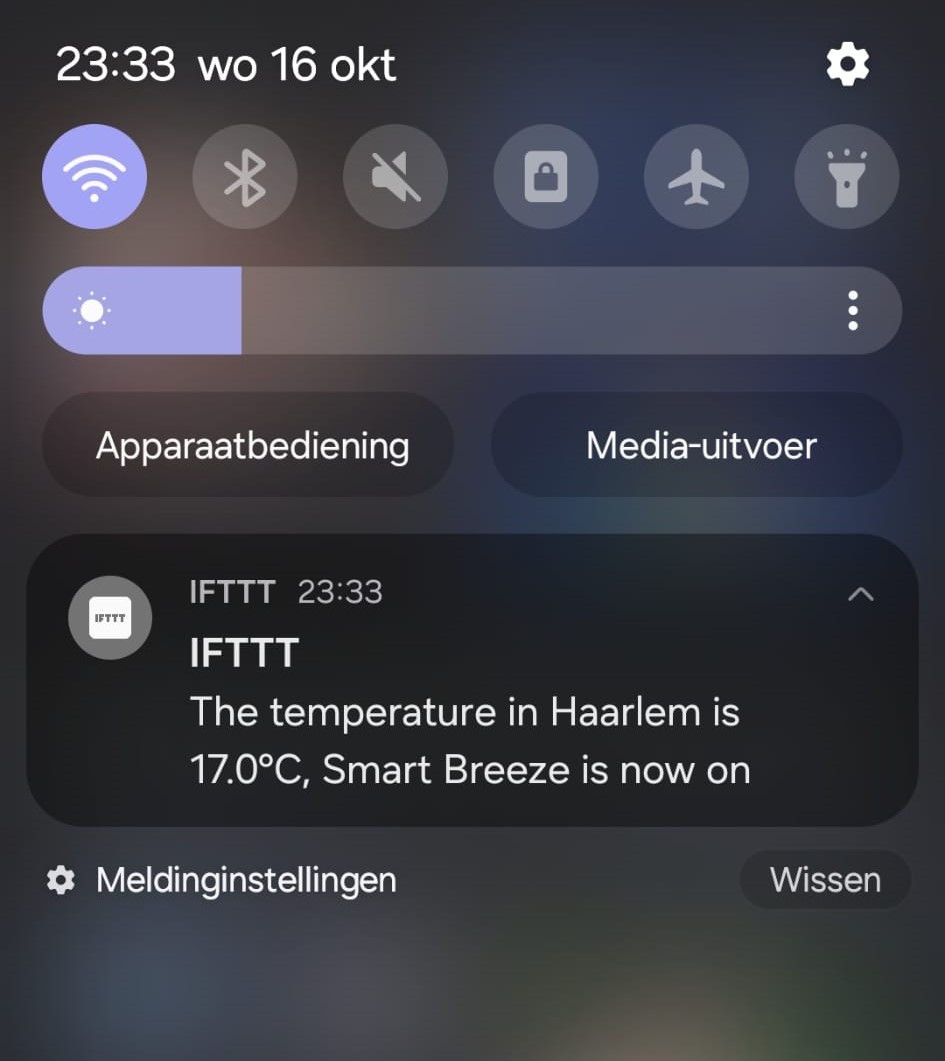 23:33 wo 16 okt
Apparaatbediening Media-uitvoer
IFTTT 23:33
IFTTT
IFTTT
The temperature in Haarlem is
17.0°C, Smart Breeze is now on
Meldinginstellingen Wissen